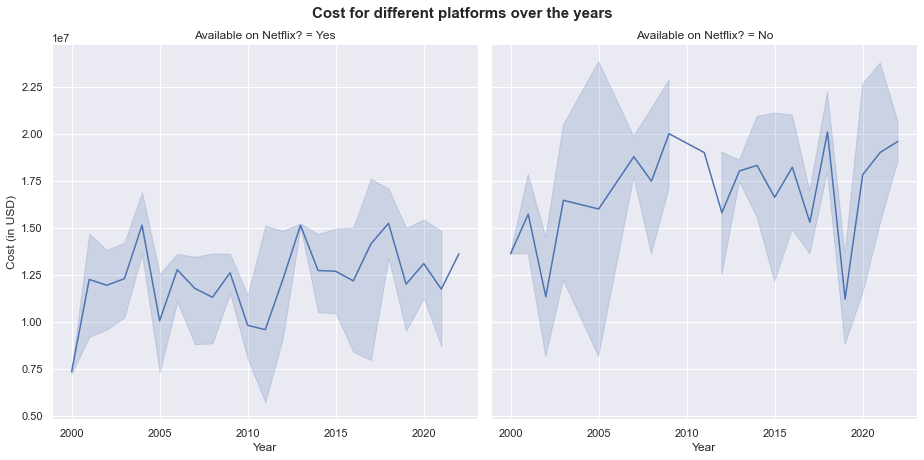 Cost for different platforms over the years
1e7
Available on Netflix? = Yes
Available on Netflix? = No
Cost (in USD)
2.25
2.00
1.75
1.50
1.25
1.00
0.75
0.50
2000 2005 2010 2015 2020
Year
2000 2005 2010 2015 2020
Year